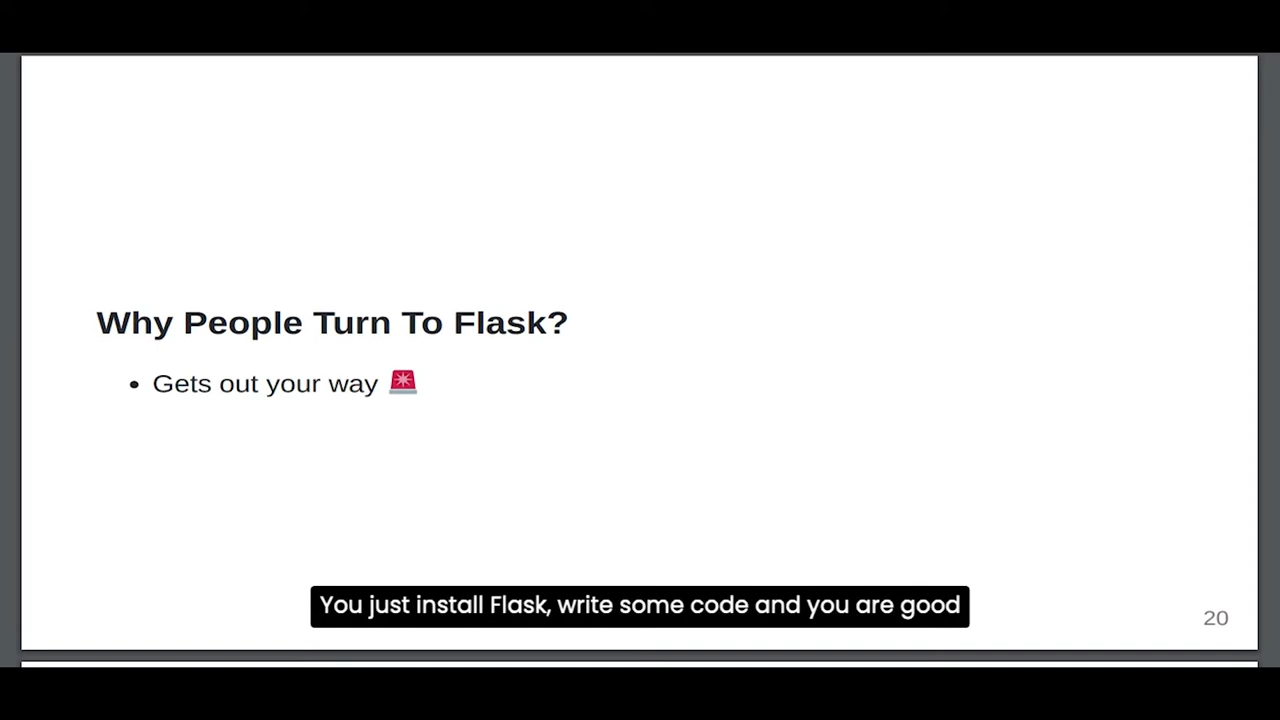 Why People Turn To Flask?
• Gets out your way 🚨
You just install Flask, write some code and you are good
20